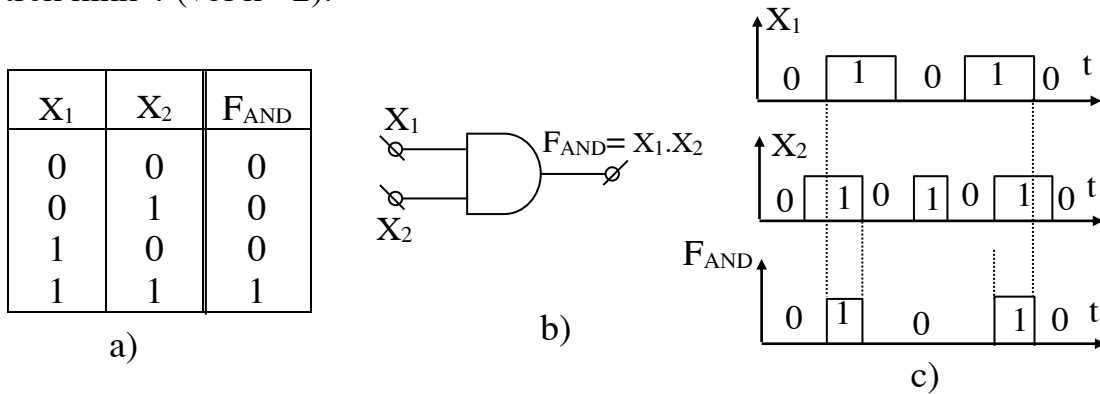 X1 X2 FAND
0 0 0
0 1 0
1 0 0
1 1 1
a)
X1
X2
FAND= X1.X2
b)
X1
0 1 0 1 0 t
X2
0 1 0 1 0 1 0 t
FAND
0 1 0 1 0 t
c)